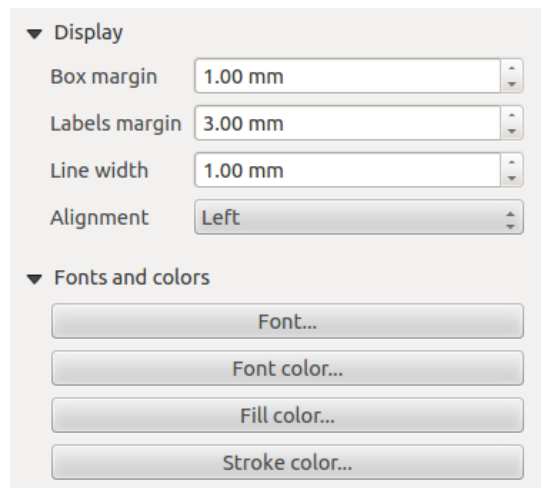 Display
Box margin 1.00 mm
Labels margin 3.00 mm
Line width 1.00 mm
Alignment Left
Fonts and colors
Font...
Font color...
Fill color...
Stroke color...